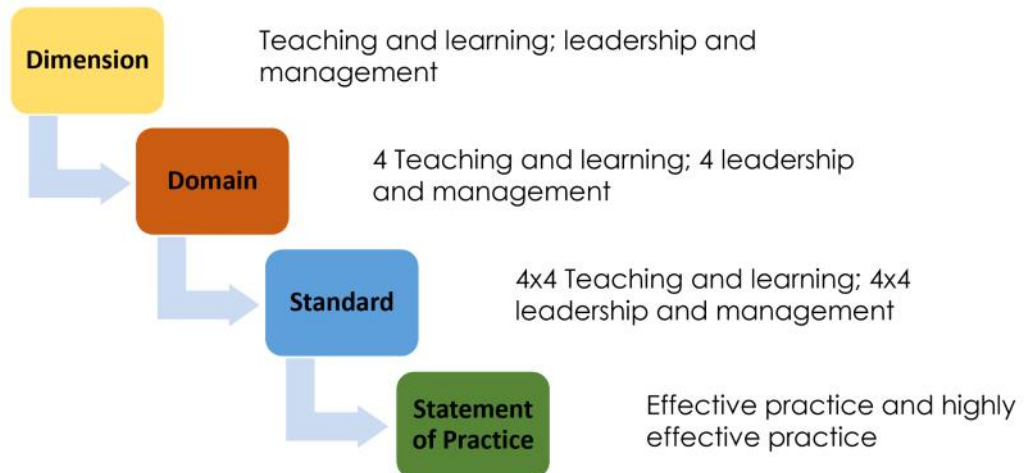 Dimension
Teaching and learning; leadership and
management
Domain
4 Teaching and learning; 4 leadership
and management
Standard
4x4 Teaching and learning; 4x4
leadership and management
Statement
of Practice
Effective practice and highly
effective practice